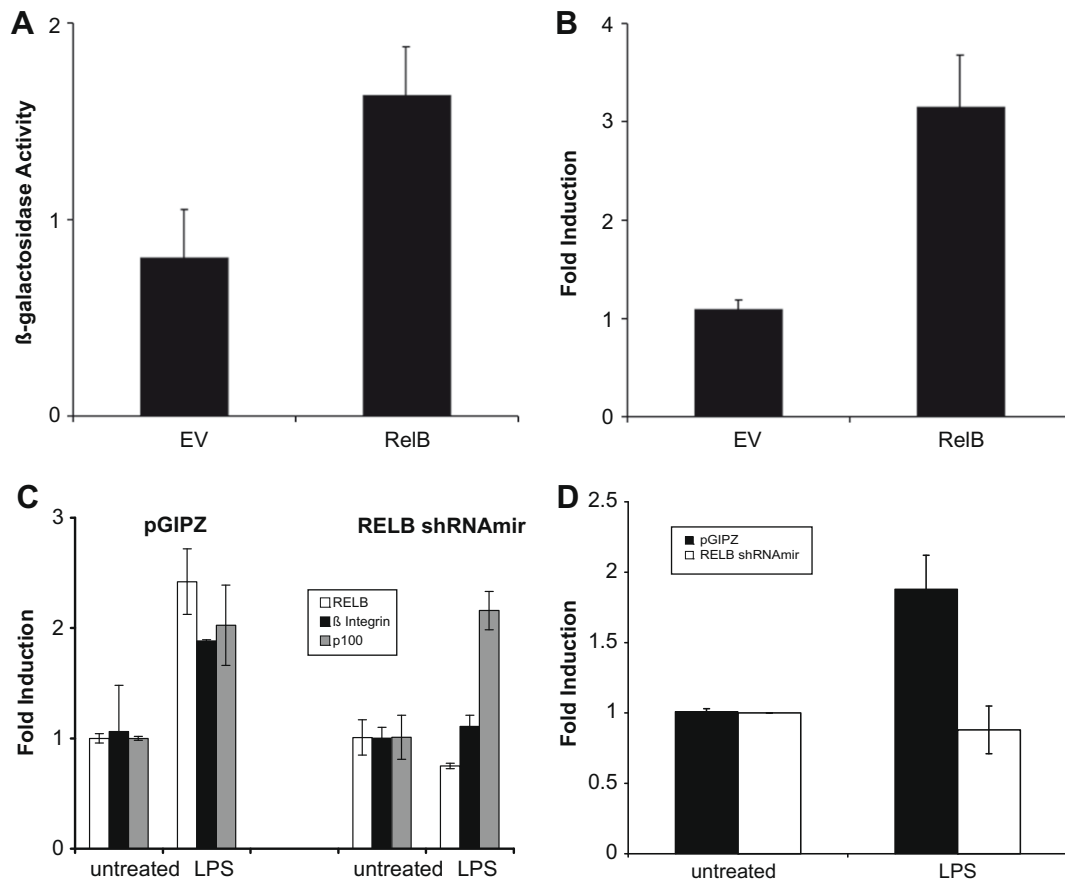 A
2
1
0
ß-galactosidase Activity
EV
RelB
B
4
3
2
1
0
Fold Induction
EV
RelB
C
3
2
1
0
Fold Induction
pGIPZ
RELB shRNAmir
RELB
ß Integrin
p100
untreated
LPS
untreated
LPS
D
2.5
2
1.5
1
0.5
0
Fold Induction
pGIPZ
RELB shRNAmir
untreated
LPS